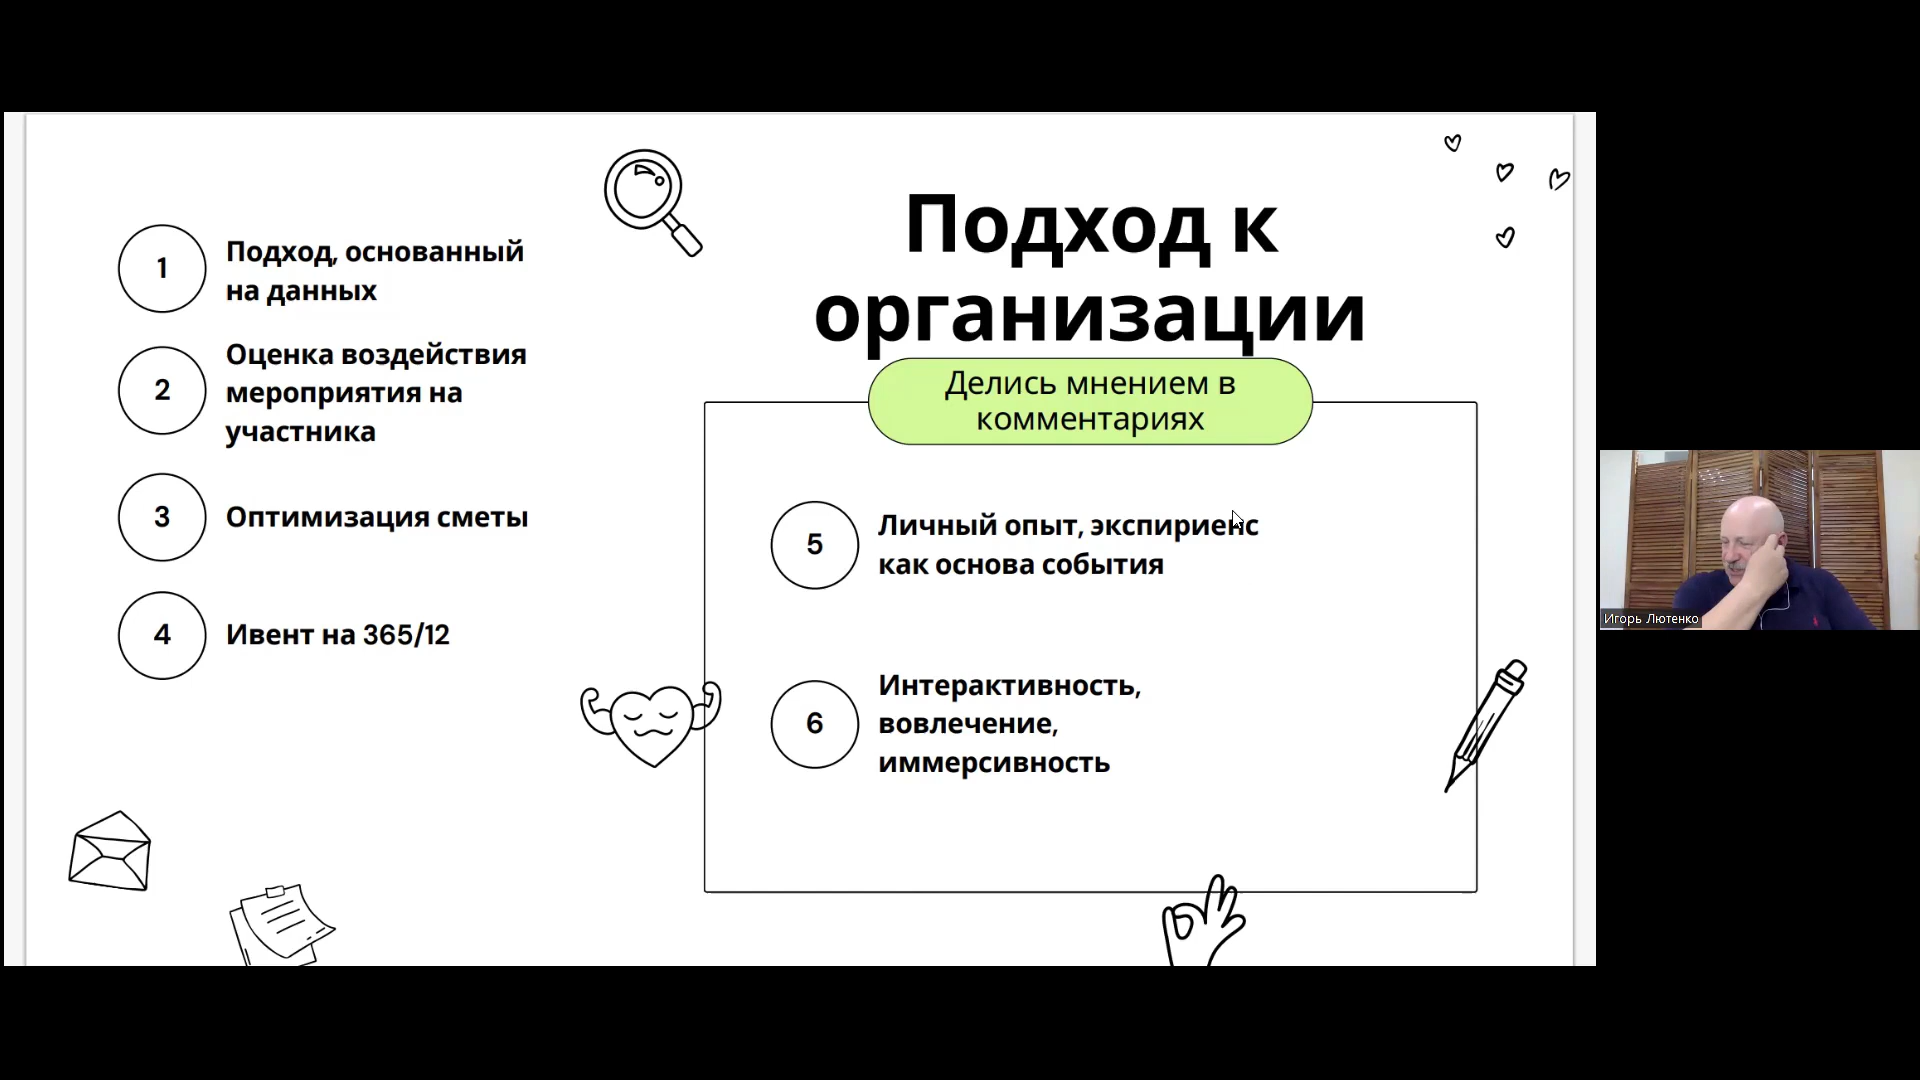 Подход к
организации
Делись мнением в
комментариях
1
Подход, основанный
на данных
2
Оценка воздействия
мероприятия на
участника
3
Оптимизация сметы
4
Ивент на 365/12
5
Личный опыт, экспириенс
как основа события
6
Интерактивность,
вовлечение,
иммерсивность
Игорь Лютенко